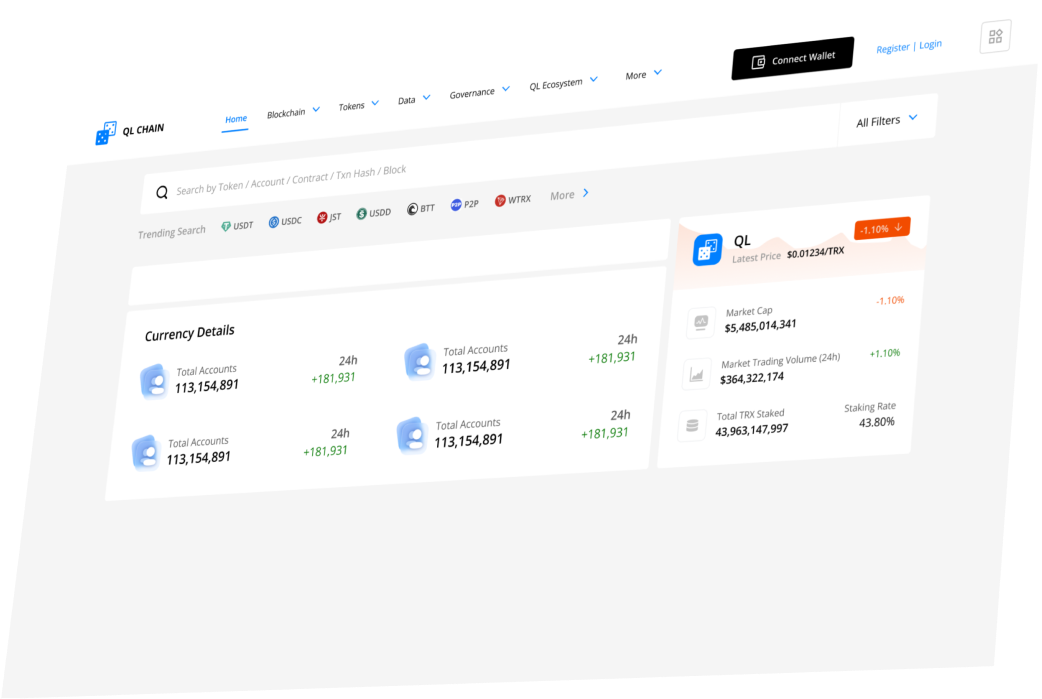 QL CHAIN
Home Blockchain Tokens Data Governance QL Ecosystem More
Connect Wallet
Register | Login
Search by Token / Account / Contract / Txn Hash / Block
All Filters
Trending Search USDT USDC JST USDD BTT P2P WTRX More
QL
Latest Price $0.01234/TRX
-1.10%
Market Cap
$5,485,014,341
-1.10%
Market Trading Volume (24h)
$364,322,174
+1.10%
Total TRX Staked
43,963,147,997
Staking Rate
43.80%
Currency Details
Total Accounts
113,154,891
24h
+181,931
Total Accounts
113,154,891
24h
+181,931
Total Accounts
113,154,891
24h
+181,931
Total Accounts
113,154,891
24h
+181,931